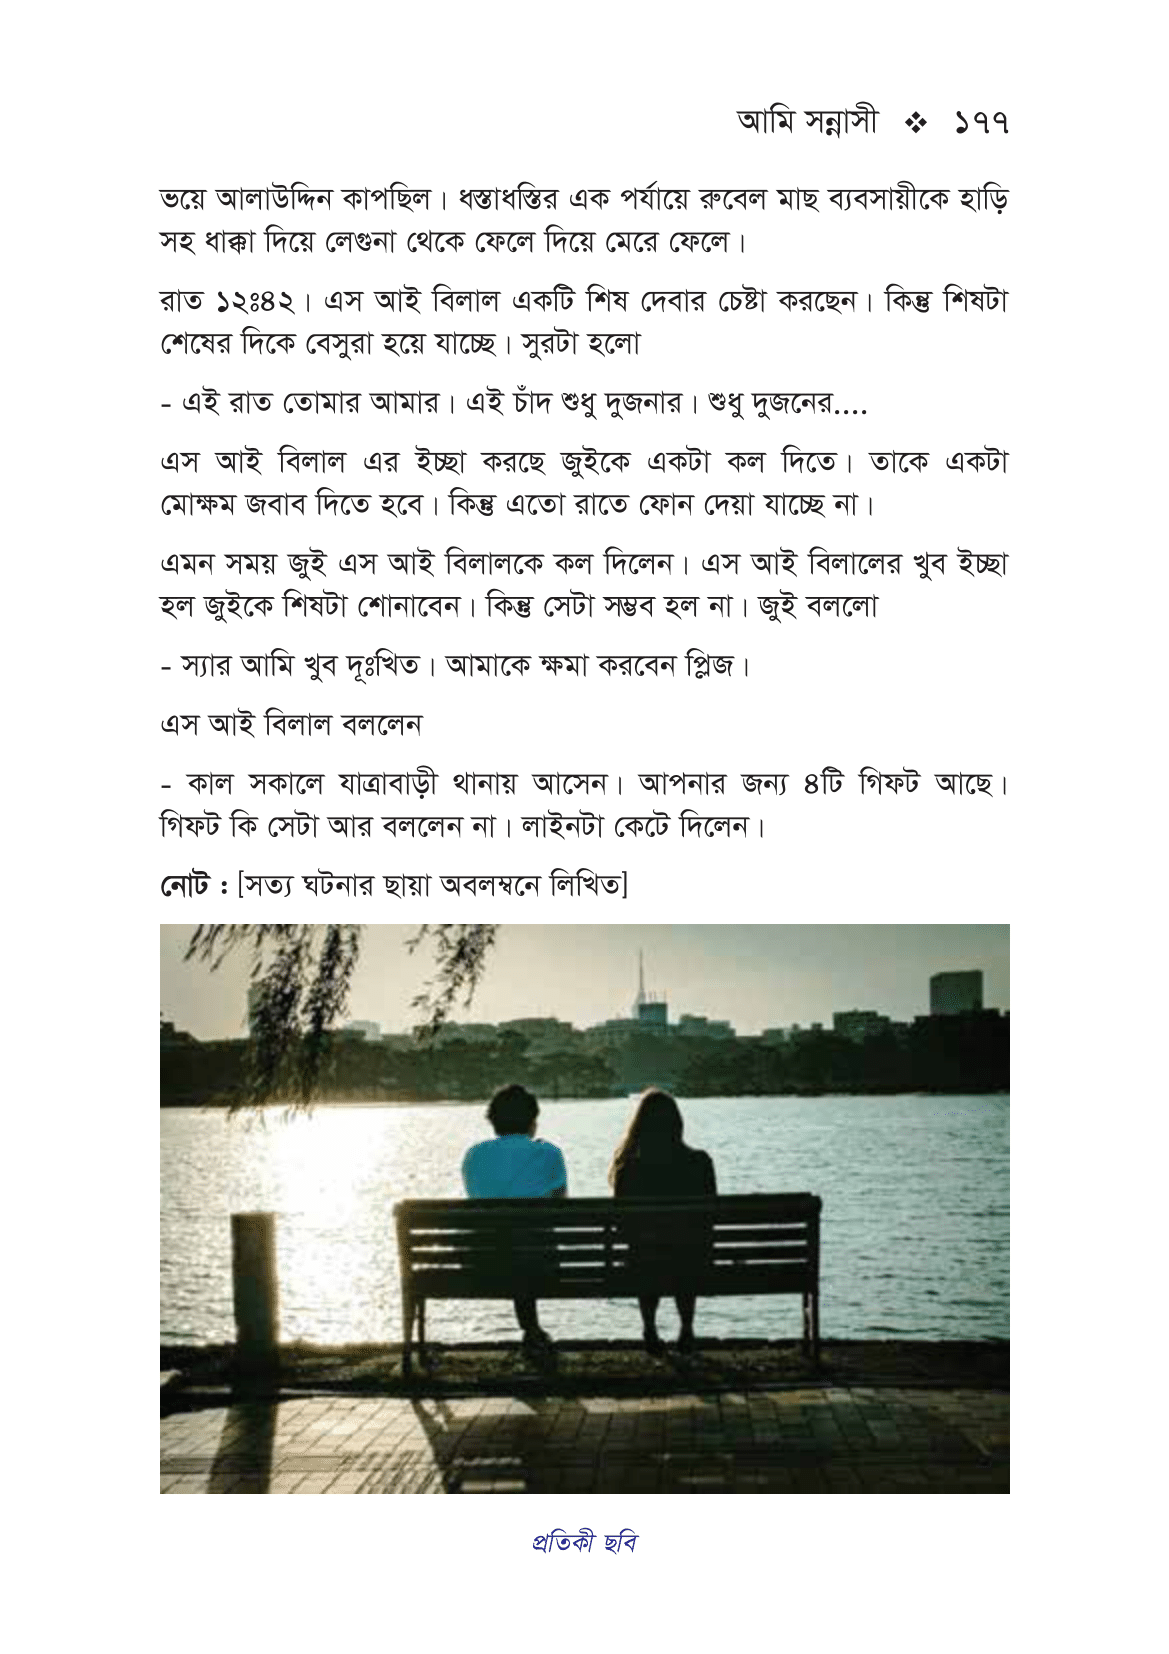 আমি সন্নাসী ❖ ১৭৭
ভয়ে আলাউদ্দিন কাপছিল। ধস্তাধস্তির এক পর্যায়ে রুবেল মাছ ব্যবসায়ীকে হাড়ি
সহ ধাক্কা দিয়ে লেগুনা থেকে ফেলে দিয়ে মেরে ফেলে।
রাত ১২ঃ৪২। এস আই বিলাল একটি শিষ দেবার চেষ্টা করছেন। কিন্তু শিষটা
শেষের দিকে বেসুরা হয়ে যাচ্ছে। সুরটা হলো
- এই রাত তোমার আমার। এই চাঁদ শুধু দুজনার। শুধু দুজনের....
এস আই বিলাল এর ইচ্ছা করছে জুইকে একটা কল দিতে। তাকে একটা
মোক্ষম জবাব দিতে হবে। কিন্তু এতো রাতে ফোন দেয়া যাচ্ছে না।
এমন সময় জুই এস আই বিলালকে কল দিলেন। এস আই বিলালের খুব ইচ্ছা
হল জুইকে শিষটা শোনাবেন। কিন্তু সেটা সম্ভব হল না। জুই বললো
- স্যার আমি খুব দূঃখিত। আমাকে ক্ষমা করবেন প্লিজ।
এস আই বিলাল বললেন
- কাল সকালে যাত্রাবাড়ী থানায় আসেন। আপনার জন্য ৪টি গিফট আছে।
গিফট কি সেটা আর বললেন না। লাইনটা কেটে দিলেন।
নোট : [সত্য ঘটনার ছায়া অবলম্বনে লিখিত]
প্রতিকী ছবি